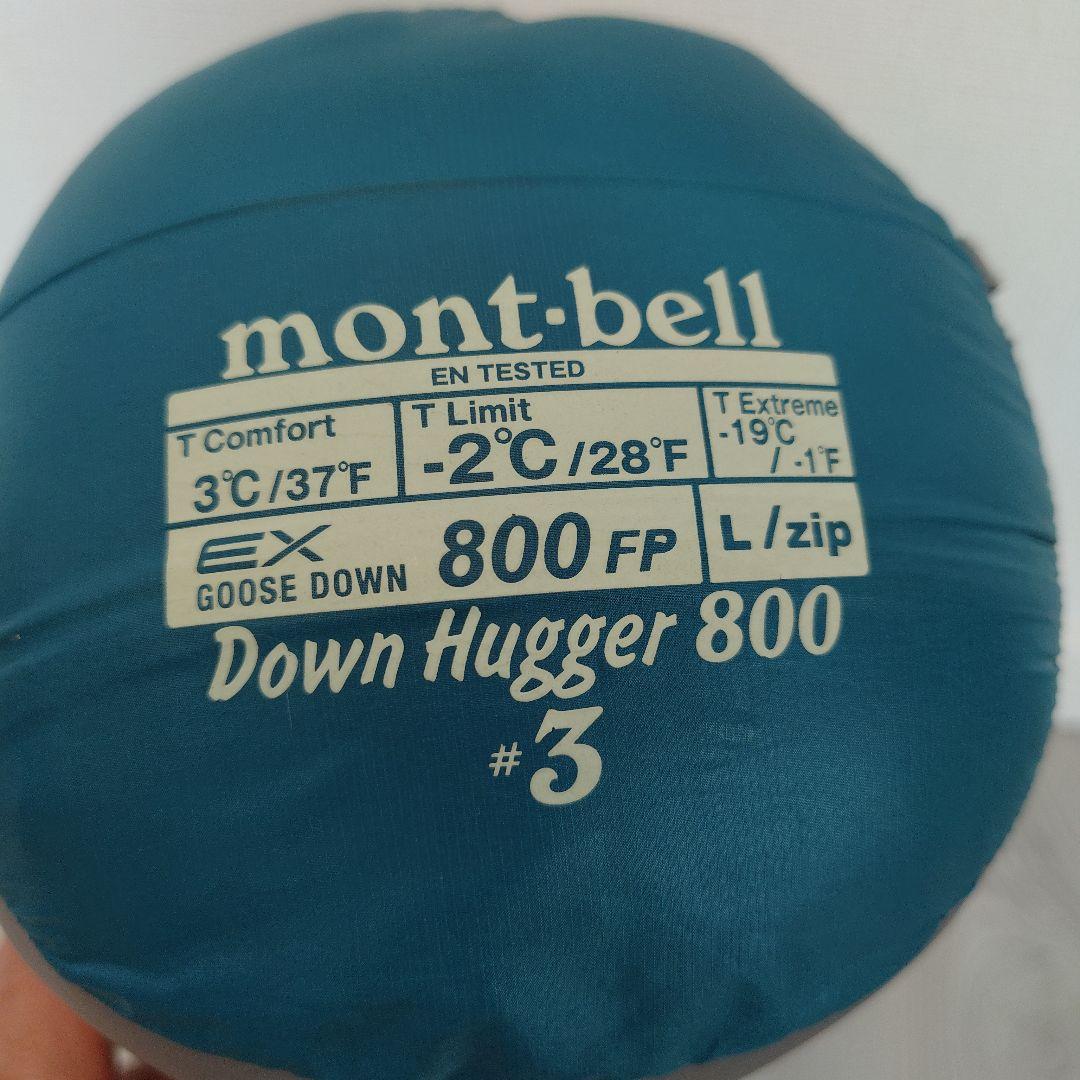 mont·bell
EN TESTED
T Comfort
3°C/37°F
T Limit
-2°C/28°F
T Extreme
-19°C
/ -1°F
EX
GOOSE DOWN
800 FP
L/zip
Down Hugger 800
#3